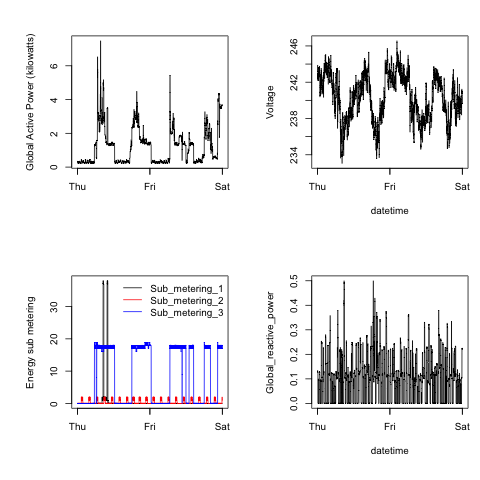 Global Active Power (kilowatts)
0 2 4 6
Thu Fri Sat
Voltage
234 238 242 246
Thu Fri Sat
datetime
Energy sub metering
0 10 20 30
Sub_metering_1
Sub_metering_2
Sub_metering_3
Thu Fri Sat
Global_reactive_power
0.0 0.1 0.2 0.3 0.4 0.5
Thu Fri Sat
datetime